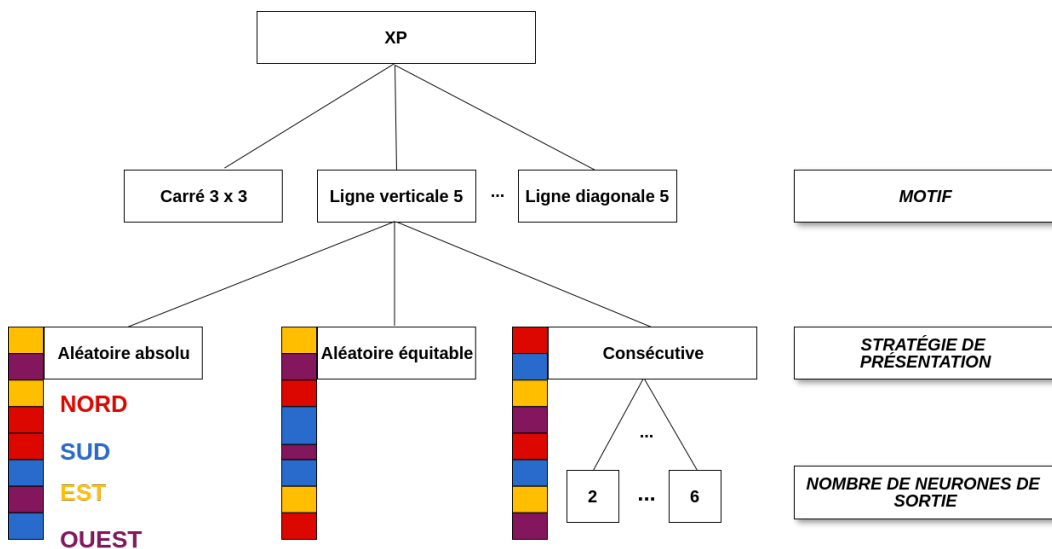 XP
Carré 3 x 3
Ligne verticale 5
...
Ligne diagonale 5
MOTIF
Aléatoire absolu
Aléatoire équitable
Consécutive
STRATÉGIE DE
PRÉSENTATION
NORD
SUD
EST
OUEST
...
2
...
6
NOMBRE DE NEURONES DE
SORTIE